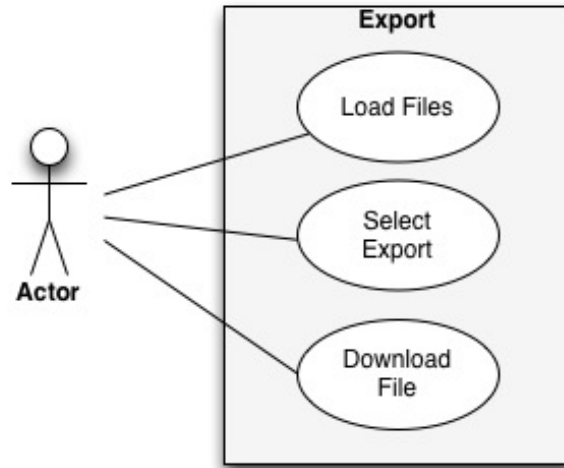 Export
Load Files
Select
Export
Actor
Download
File